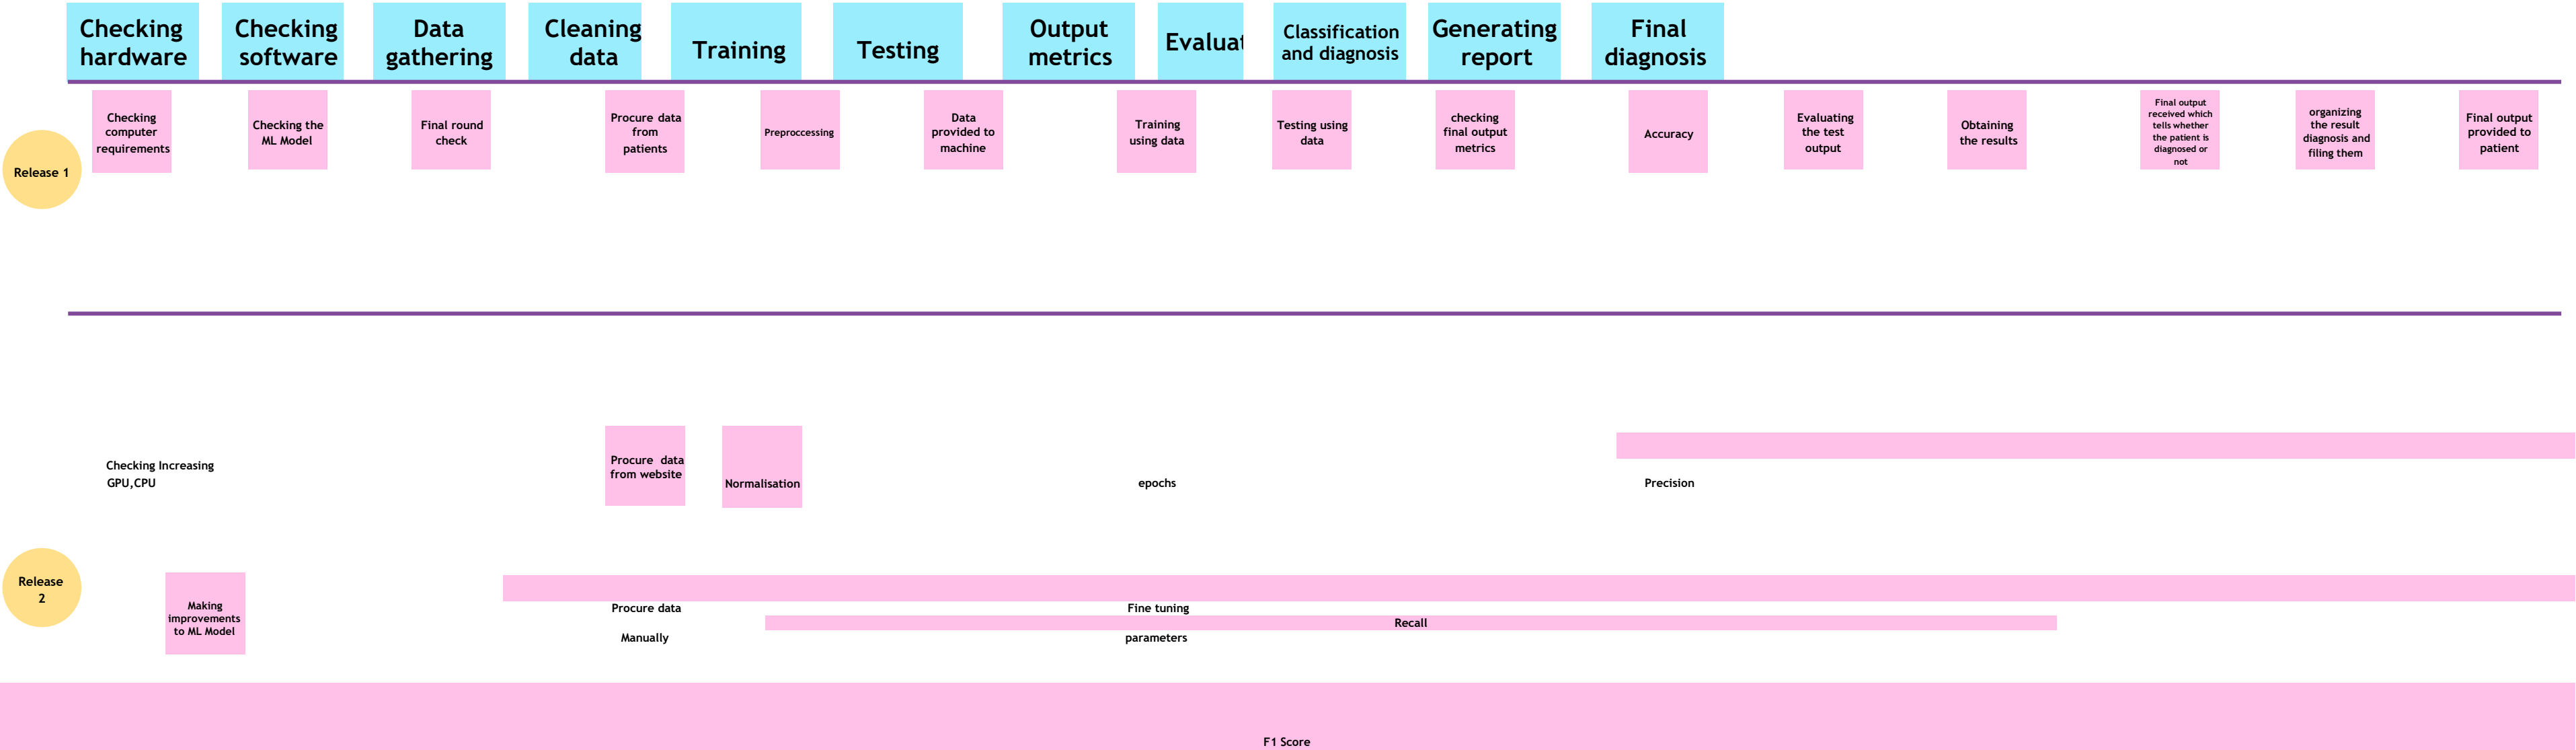 Checking
hardware
Checking
software
Data
gathering
Cleaning
data
Training
Testing
Output
metrics
Evaluat
Classification
and diagnosis
Generating
report
Final
diagnosis
Release 1
Checking
computer
requirements
Checking the
ML Model
Final round
check
Procure data
from
patients
Preproccessing
Data
provided to
machine
Training
using data
Testing using
data
checking
final output
metrics
Accuracy
Evaluating
the test
output
Obtaining
the results
Final output
received which
tells whether
the patient is
diagnosed or
not
organizing
the result
diagnosis and
filing them
Final output
provided to
patient
Checking Increasing
GPU,CPU
Procure data
from website
Normalisation
epochs
Precision
Release
2
Making
improvements
to ML Model
Procure data
Manually
Fine tuning
parameters
Recall
F1 Score